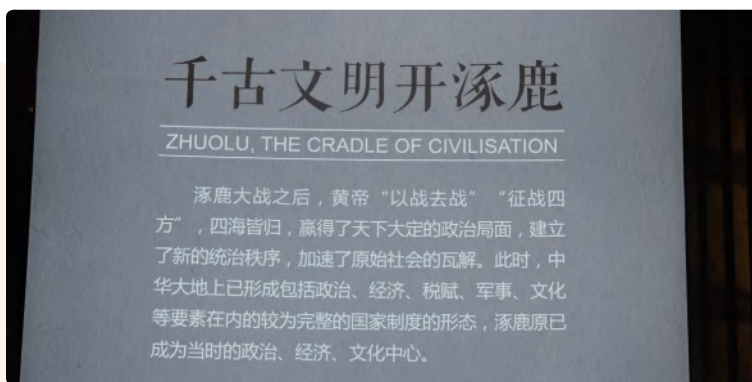 千古文明开涿鹿
ZHUOLU, THE CRADLE OF CIVILISATION
涿鹿大战之后，黄帝“以战去战”“征战四
方”，四海皆归，赢得了天下大定的政治局面，建立
了新的统治秩序，加速了原始社会的瓦解。此时，中
华大地上已形成包括政治、经济、税赋、军事、文化
等要素在内的较为完整的国家制度的形态，涿鹿原已
成为当时的政治、经济、文化中心。